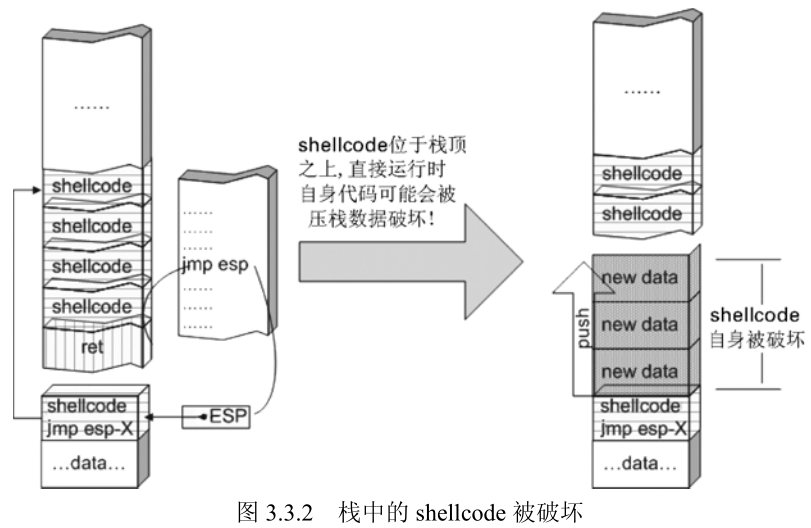 ......
shellcode
shellcode
shellcode
shellcode
ret
shellcode
jmp esp-X
...data...
......
......
......
jmp esp
......
......
......
ESP
shellcode位于栈顶
之上,直接运行时
自身代码可能会被
压栈数据破坏!
......
shellcode
shellcode
new data
new data
new data
push
shellcode
自身被破坏
shellcode
jmp esp-X
...data...
图 3.3.2 栈中的 shellcode 被破坏